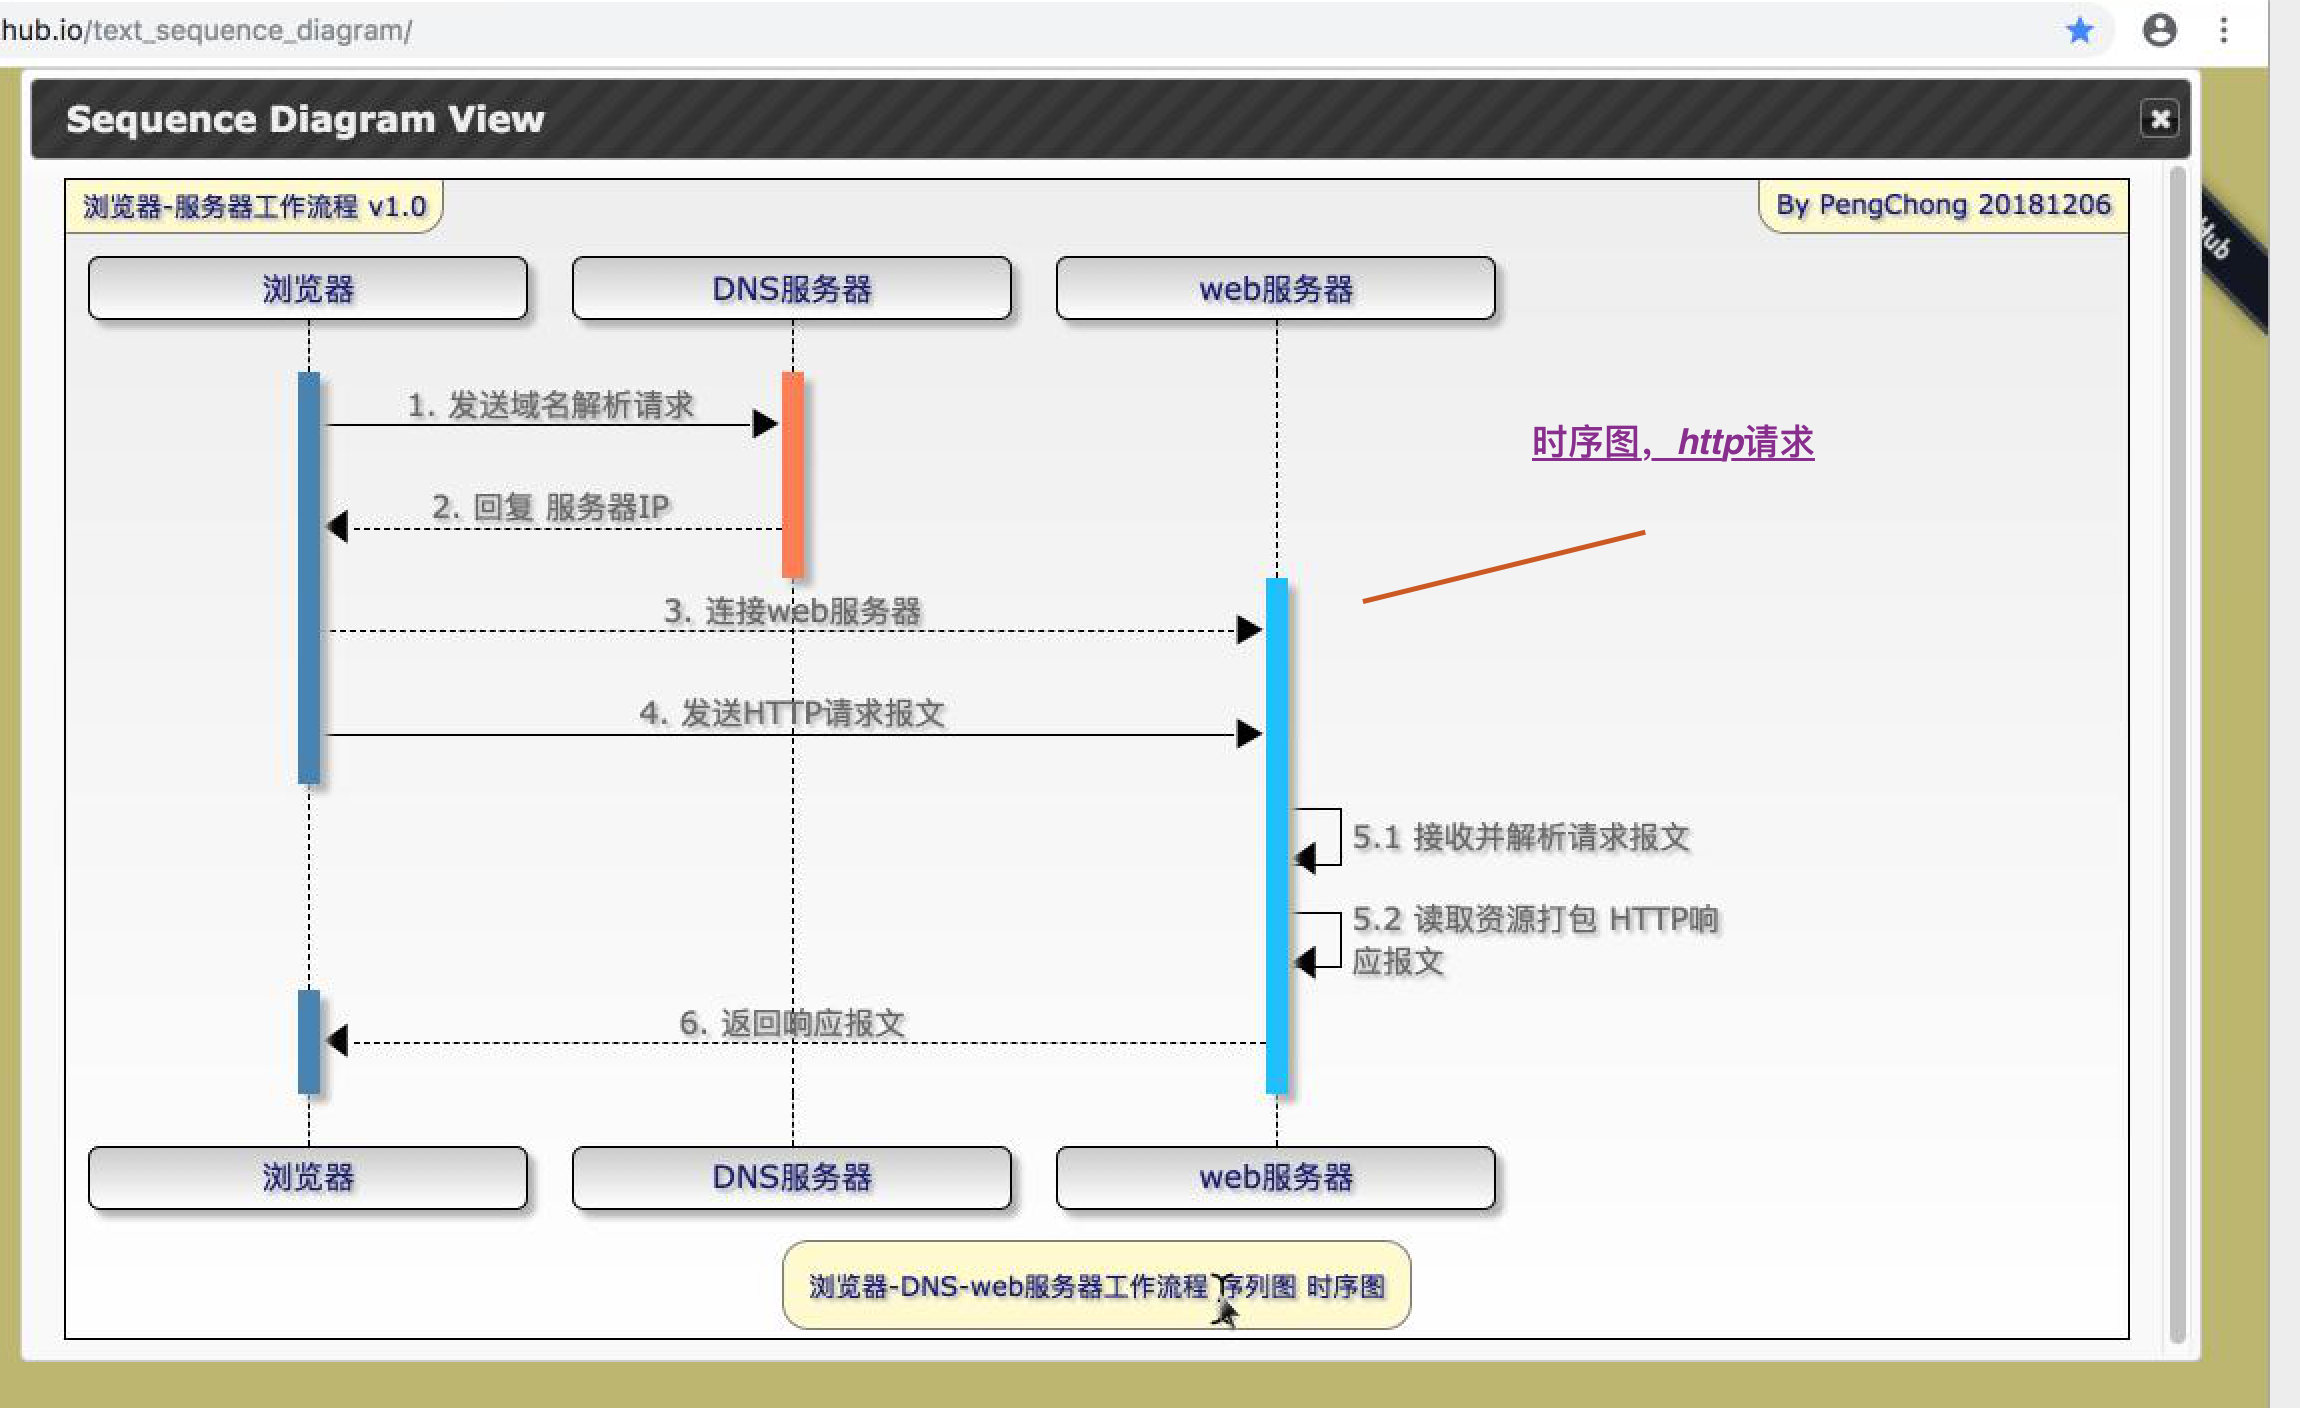 hub.io/text_sequence_diagram/
Sequence Diagram View
浏览器-服务器工作流程 v1.0
By PengChong 20181206
Hub
浏览器
DNS服务器
web服务器
1. 发送域名解析请求
时序图，http请求
2. 回复 服务器IP
3. 连接web服务器
4. 发送HTTP请求报文
5.1 接收并解析请求报文
5.2 读取资源打包 HTTP响
应报文
6. 返回响应报文
浏览器
DNS服务器
web服务器
浏览器-DNS-web服务器工作流程 序列图 时序图